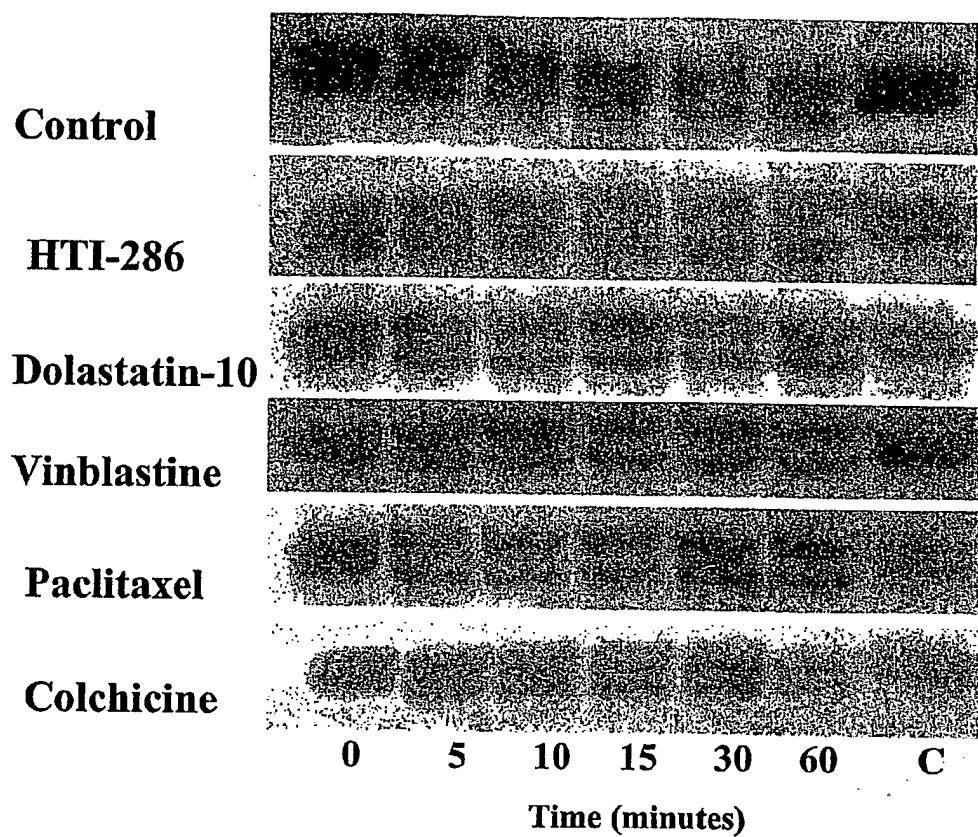 Control
HTI-286
Dolastatin-10
Vinblastine
Paclitaxel
Colchicine
0 5 10 15 30 60 C
Time (minutes)